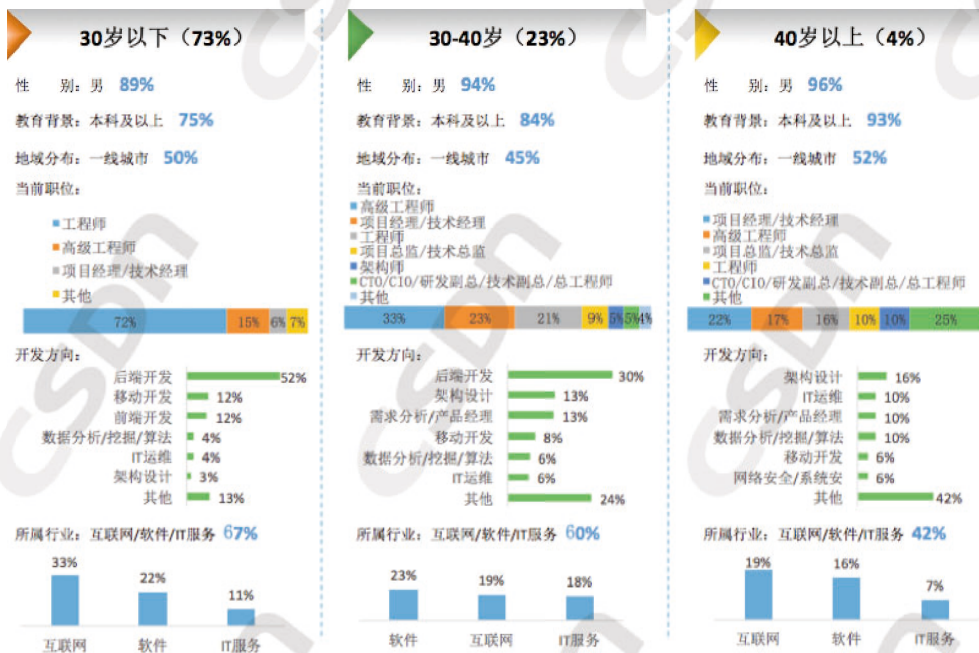 30岁以下（73%）
性 别：男 89%
教育背景：本科及以上 75%
地域分布：一线城市 50%
当前职位：
工程师
高级工程师
项目经理/技术经理
其他
72% 15% 6% 7%
开发方向：
后端开发 52%
移动开发 12%
前端开发 12%
数据分析/挖掘/算法 4%
IT运维 4%
架构设计 3%
其他 13%
所属行业：互联网/软件/IT服务 67%
33% 22% 11%
互联网 软件 IT服务
30-40岁（23%）
性 别：男 94%
教育背景：本科及以上 84%
地域分布：一线城市 45%
当前职位：
高级工程师
项目经理/技术经理
工程师
项目总监/技术总监
架构师
CTO/CIO/研发副总/技术副总/总工程师
其他
33% 23% 21% 9% 5% 5% 4%
开发方向：
后端开发 30%
架构设计 13%
需求分析/产品经理 13%
移动开发 8%
数据分析/挖掘/算法 6%
IT运维 6%
其他 24%
所属行业：互联网/软件/IT服务 60%
23% 19% 18%
软件 互联网 IT服务
40岁以上（4%）
性 别：男 96%
教育背景：本科及以上 93%
地域分布：一线城市 52%
当前职位：
项目经理/技术经理
高级工程师
项目总监/技术总监
工程师
CTO/CIO/研发副总/技术副总/总工程师
其他
22% 17% 16% 10% 10% 25%
开发方向：
架构设计 16%
IT运维 10%
需求分析/产品经理 10%
数据分析/挖掘/算法 10%
移动开发 6%
网络安全/系统安 6%
其他 42%
所属行业：互联网/软件/IT服务 42%
19% 16% 7%
互联网 软件 IT服务
CSDN
CSDN
CSDN